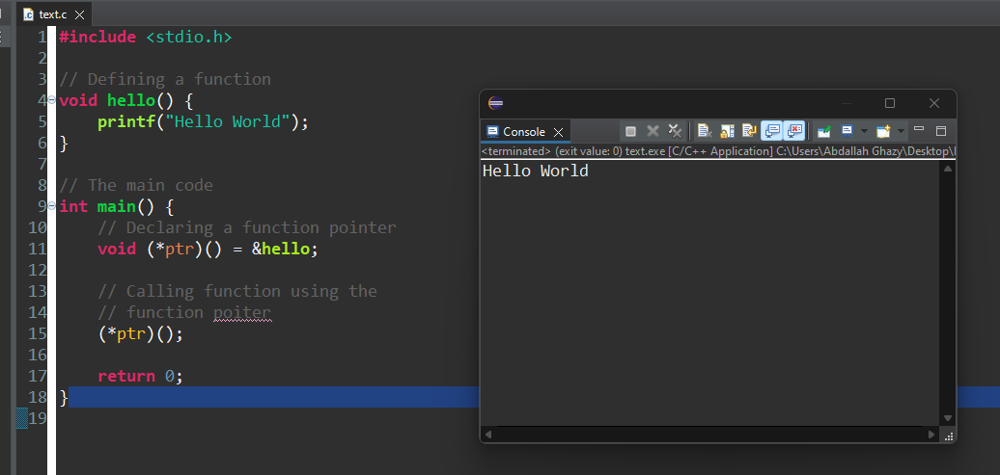 text.c
1 #include <stdio.h>
2
3 // Defining a function
4 void hello() {
5     printf("Hello World");
6 }
7
8 // The main code
9 int main() {
10     // Declaring a function pointer
11     void (*ptr)() = &hello;
12
13     // Calling function using the
14     // function poiter
15     (*ptr)();
16
17     return 0;
18 }
19
Console
<terminated> (exit value: 0) text.exe [C/C++ Application] C:\Users\Abdallah Ghazy\Desktop\
Hello World